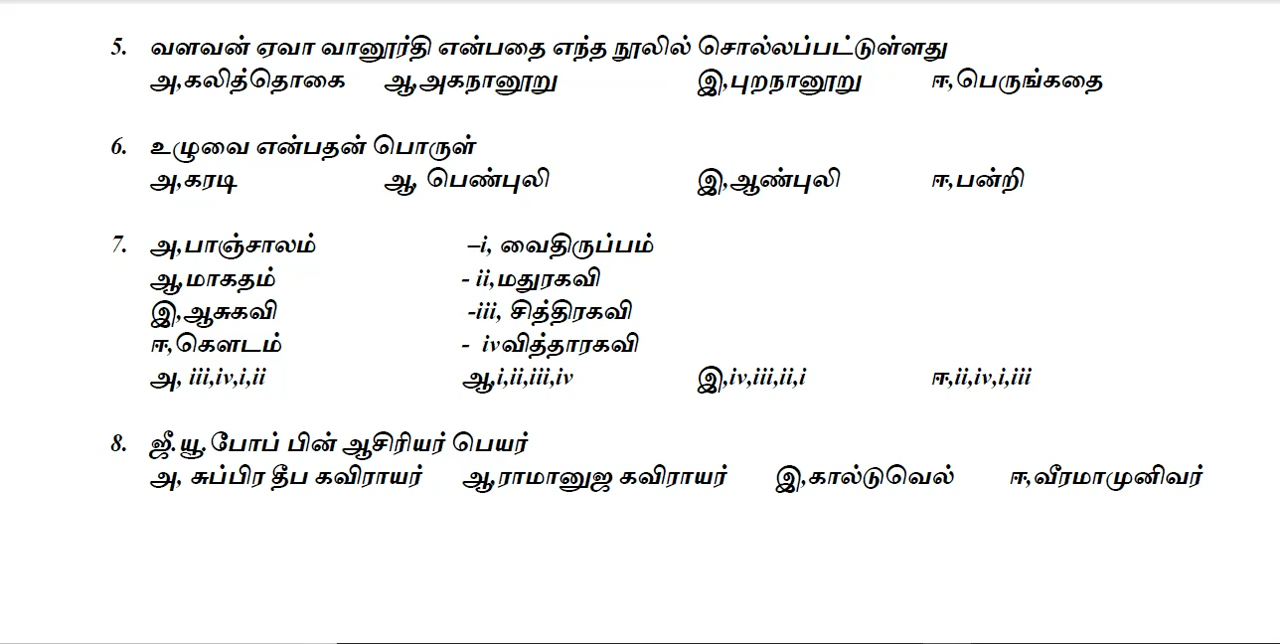 5. வளவன் ஏவா வானூர்தி என்பதை எந்த நூலில் சொல்லப்பட்டுள்ளது
அ,கலித்தொகை ஆ,அகநானூறு இ,புறநானூறு ஈ,பெருங்கதை
6. உழுவை என்பதன் பொருள்
அ,கரடி ஆ, பெண்புலி இ,ஆண்புலி ஈ,பன்றி
7. அ,பாஞ்சாலம் –i, வைதிருப்பம்
ஆ,மாகதம் - ii,மதுரகவி
இ,ஆசுகவி -iii, சித்திரகவி
ஈ,கௌடம் - ivவித்தாரகவி
அ, iii,iv,i,ii ஆ,i,ii,iii,iv இ,iv,iii,ii,i ஈ,ii,iv,i,iii
8. ஜீ.யூ.போப் பின் ஆசிரியர் பெயர்
அ, சுப்பிர தீப கவிராயர் ஆ,ராமானுஜ கவிராயர் இ,கால்டுவெல் ஈ,வீரமாமுனிவர்